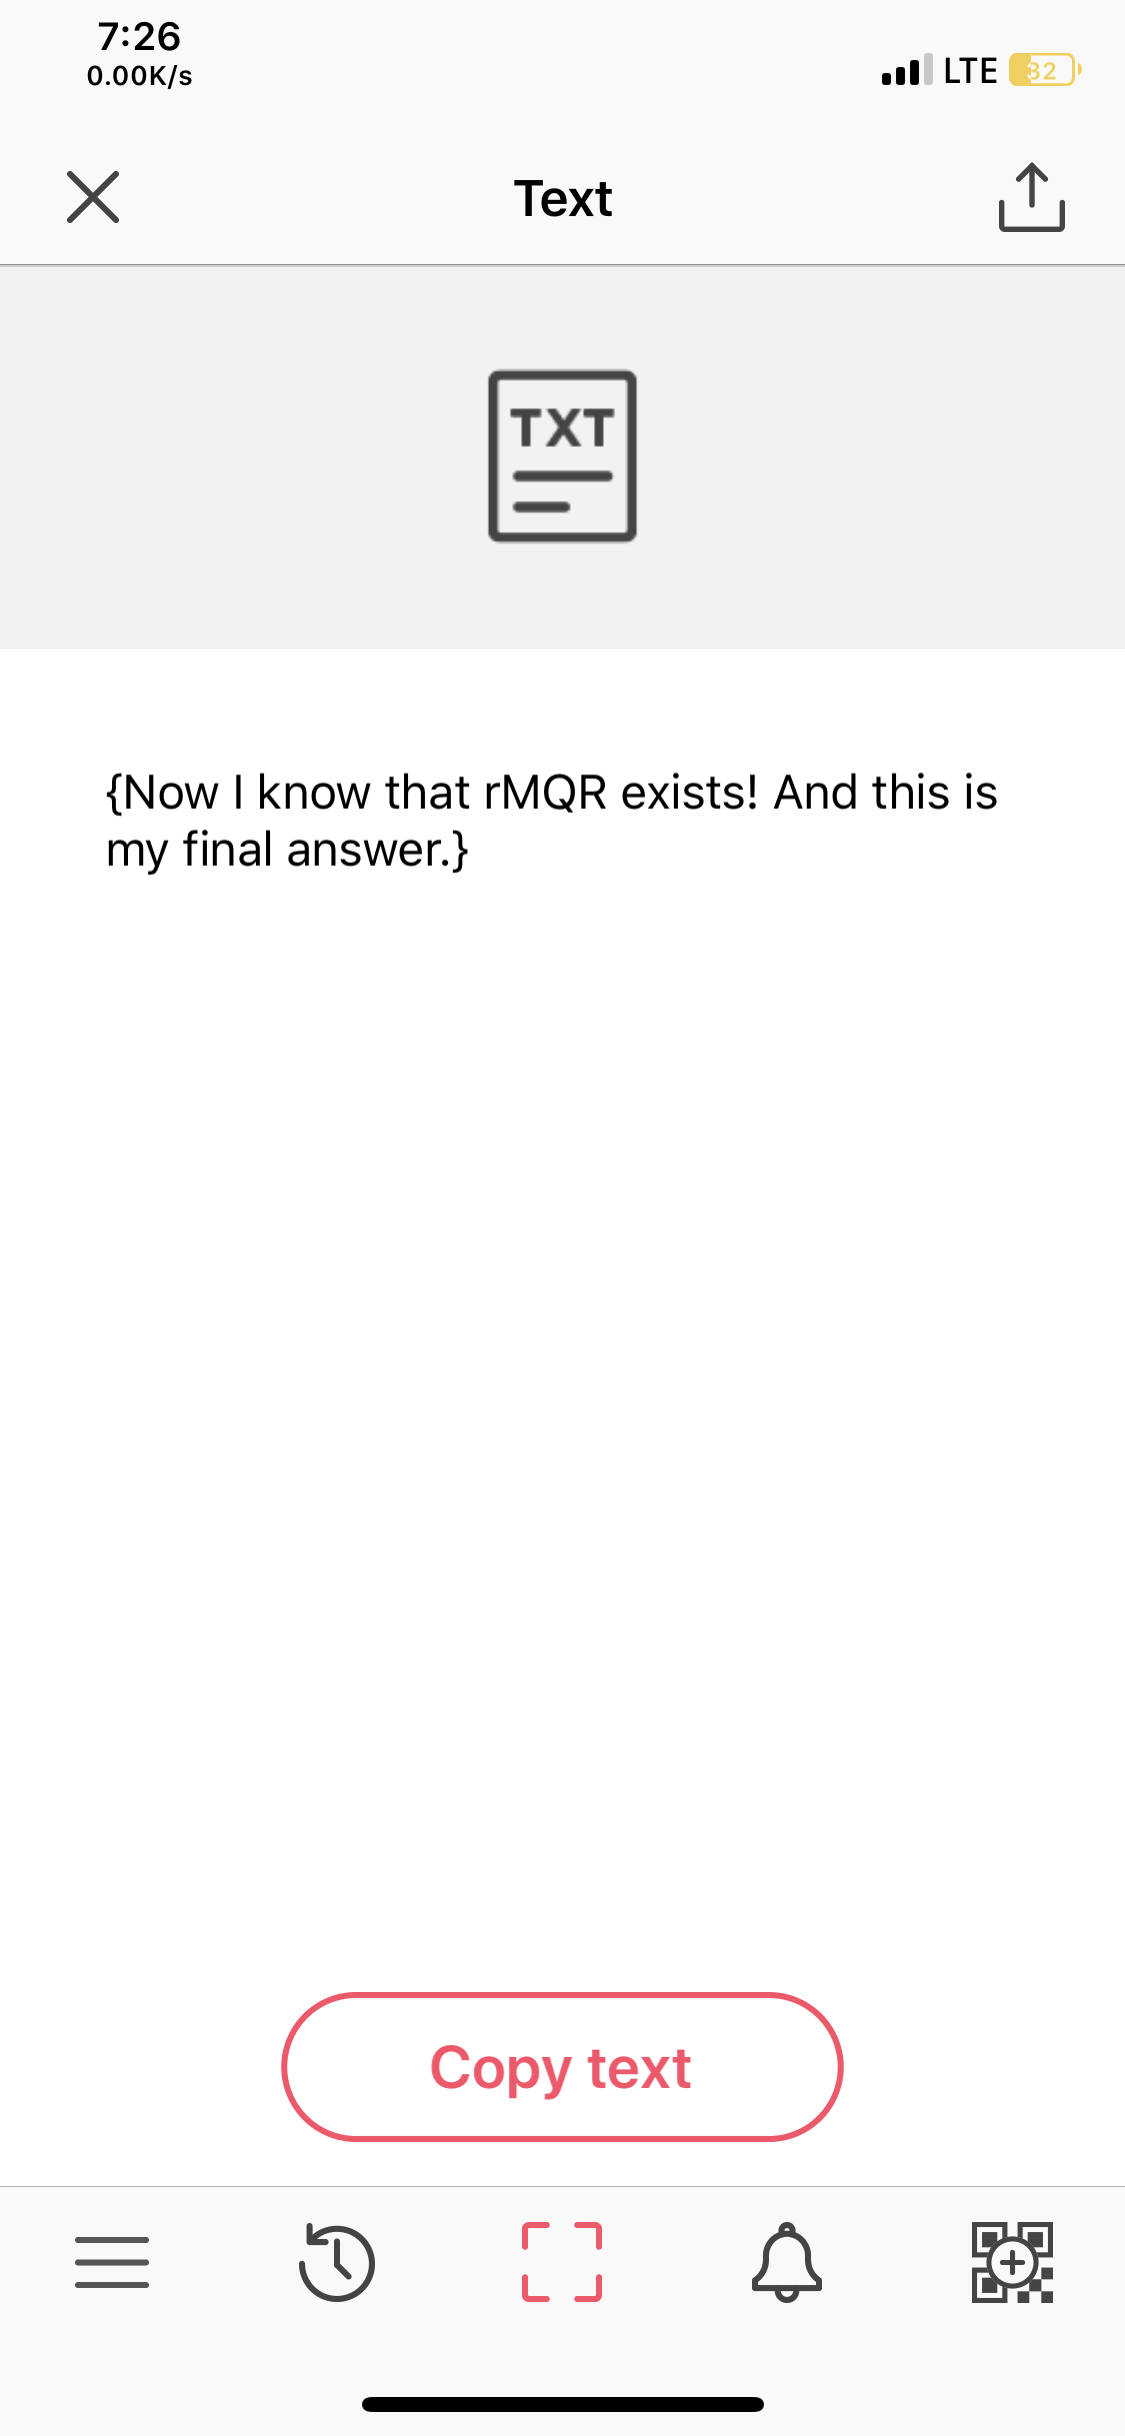 7:26
0.00K/s
LTE
32
Text
TXT
{Now I know that rMQR exists! And this is
my final answer.}
Copy text